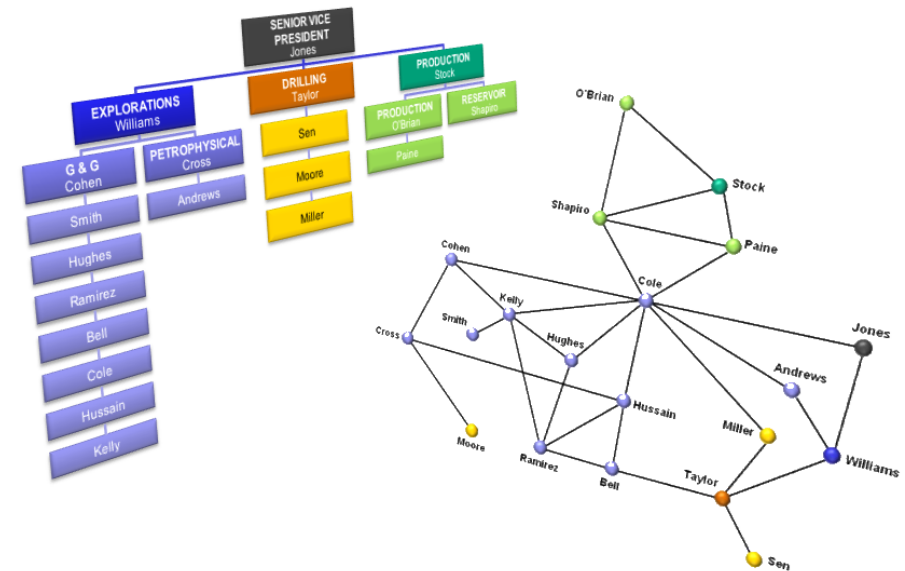 SENIOR VICE
PRESIDENT
Jones
EXPLORATIONS
Williams
DRILLING
Taylor
PRODUCTION
Stock
G & G
Cohen
PETROPHYSICAL
Cross
Sen
PRODUCTION
O'Brian
RESERVOIR
Shapiro
Smith
Andrews
Moore
Paine
Hughes
Miller
Ramirez
Bell
Cole
Hussain
Kelly
O'Brian
Stock
Shapiro
Paine
Cohen
Cole
Kelly
Smith
Cross
Hughes
Jones
Andrews
Hussain
Miller
Moore
Ramirez
Bell
Taylor
Williams
Sen